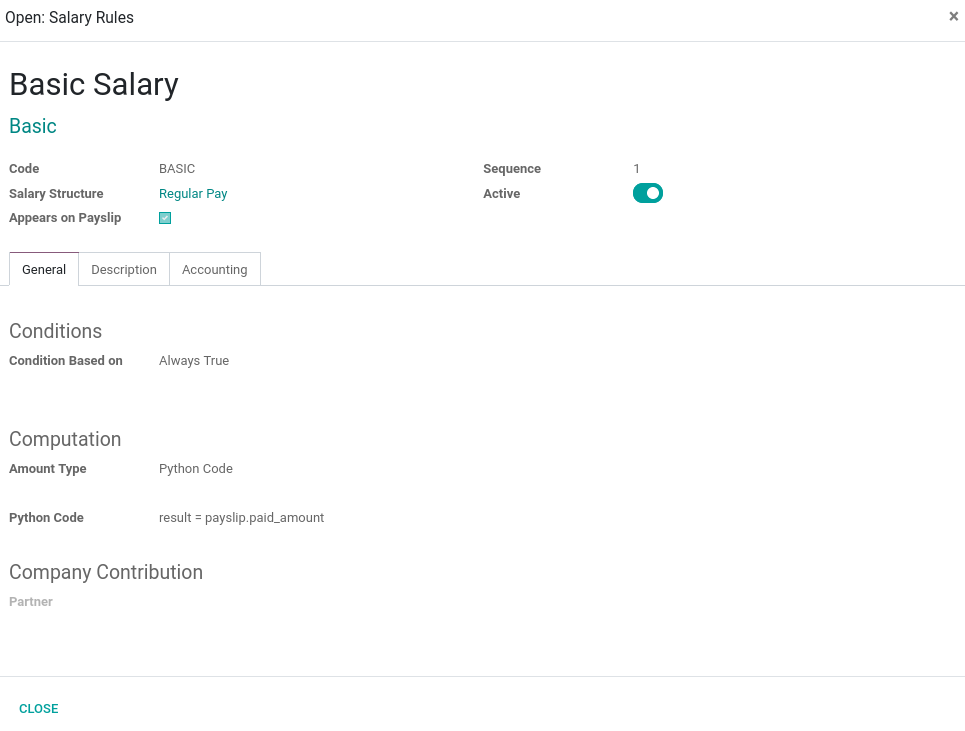 Open: Salary Rules ×
Basic Salary
Basic
Code BASIC Sequence 1
Salary Structure Regular Pay Active
Appears on Payslip
General Description Accounting
Conditions
Condition Based on Always True
Computation
Amount Type Python Code
Python Code result = payslip.paid_amount
Company Contribution
Partner
CLOSE